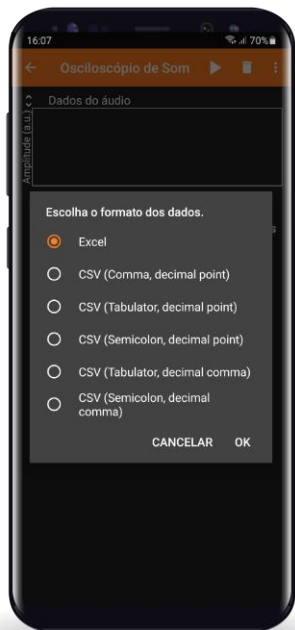 16:07 70%
Osciloscópio de Som
Dados do áudio
Amplitude (a.u.)
Escolha o formato dos dados.
s
Excel
CSV (Comma, decimal point)
CSV (Tabulator, decimal point)
CSV (Semicolon, decimal point)
CSV (Tabulator, decimal comma)
CSV (Semicolon, decimal
comma)
CANCELAR OK